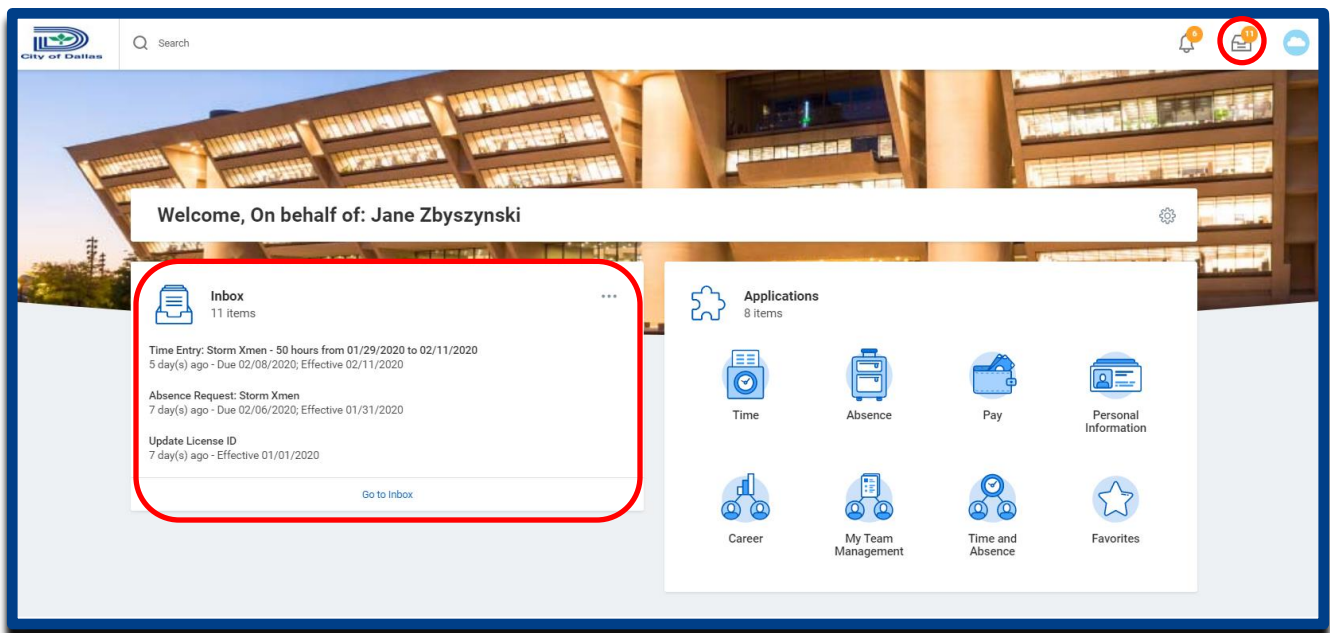 City of Dallas
Search
6
11
Welcome, On behalf of: Jane Zbyszynski
Inbox
11 items
Time Entry: Storm Xmen - 50 hours from 01/29/2020 to 02/11/2020
5 day(s) ago - Due 02/08/2020; Effective 02/11/2020
Absence Request: Storm Xmen
7 day(s) ago - Due 02/06/2020; Effective 01/31/2020
Update License ID
7 day(s) ago - Effective 01/01/2020
Go to Inbox
Applications
8 items
Time
Absence
Pay
Personal
Information
Career
My Team
Management
Time and
Absence
Favorites